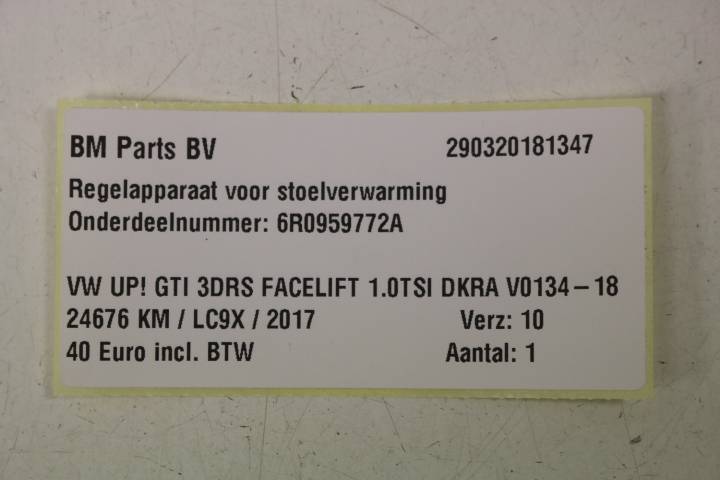 BM Parts BV 290320181347
Regelapparaat voor stoelverwarming
Onderdeelnummer: 6R0959772A
VW UP! GTI 3DRS FACELIFT 1.0TSI DKRA V0134-18
24676 KM / LC9X / 2017 Verz: 10
40 Euro incl. BTW Aantal: 1